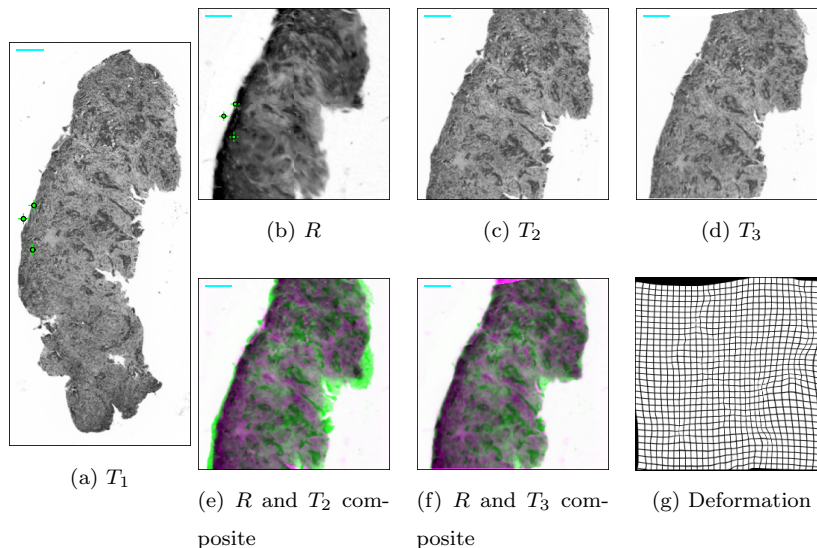 (b) R
(c) T2
(d) T3
(a) T1
(e) R and T2 com-
posite
(f) R and T3 com-
posite
(g) Deformation